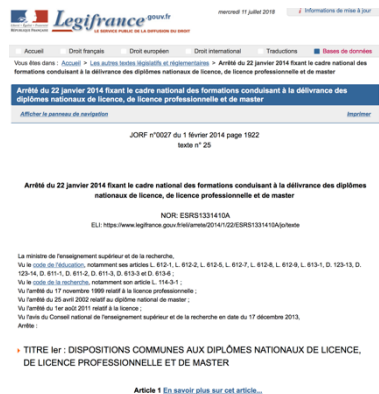 Liberté • Égalité • Fraternité
RÉPUBLIQUE FRANÇAISE
Legifrance.gouv.fr
LE SERVICE PUBLIC DE LA DIFFUSION DU DROIT
mercredi 11 juillet 2018
i Informations de mise à jour
Accueil Droit français Droit européen Droit international Traductions Bases de données
Vous êtes dans : Accueil > Les autres textes législatifs et réglementaires > Arrêté du 22 janvier 2014 fixant le cadre national des
formations conduisant à la délivrance des diplômes nationaux de licence, de licence professionnelle et de master
Arrêté du 22 janvier 2014 fixant le cadre national des formations conduisant à la délivrance des
diplômes nationaux de licence, de licence professionnelle et de master
Afficher le panneau de navigation
Imprimer
JORF n°0027 du 1 février 2014 page 1922
texte n° 25
Arrêté du 22 janvier 2014 fixant le cadre national des formations conduisant à la délivrance des diplômes
nationaux de licence, de licence professionnelle et de master
NOR: ESRS1331410A
ELI: https://www.legifrance.gouv.fr/eli/arrete/2014/1/22/ESRS1331410A/jo/texte
La ministre de l'enseignement supérieur et de la recherche,
Vu le code de l'éducation, notamment ses articles L. 612-1, L. 612-2, L. 612-5, L. 612-7, L. 612-8, L. 612-9, L. 613-1, D. 123-13, D.
123-14, D. 611-1, D. 611-2, D. 611-3, D. 613-3 et D. 613-6 ;
Vu le code de la recherche, notamment son article L. 114-3-1 ;
Vu l'arrêté du 17 novembre 1999 relatif à la licence professionnelle ;
Vu l'arrêté du 25 avril 2002 relatif au diplôme national de master ;
Vu l'arrêté du 1er août 2011 relatif à la licence ;
Vu l'avis du Conseil national de l'enseignement supérieur et de la recherche en date du 17 décembre 2013,
Arrête :
TITRE Ier : DISPOSITIONS COMMUNES AUX DIPLÔMES NATIONAUX DE LICENCE,
DE LICENCE PROFESSIONNELLE ET DE MASTER
Article 1 En savoir plus sur cet article...